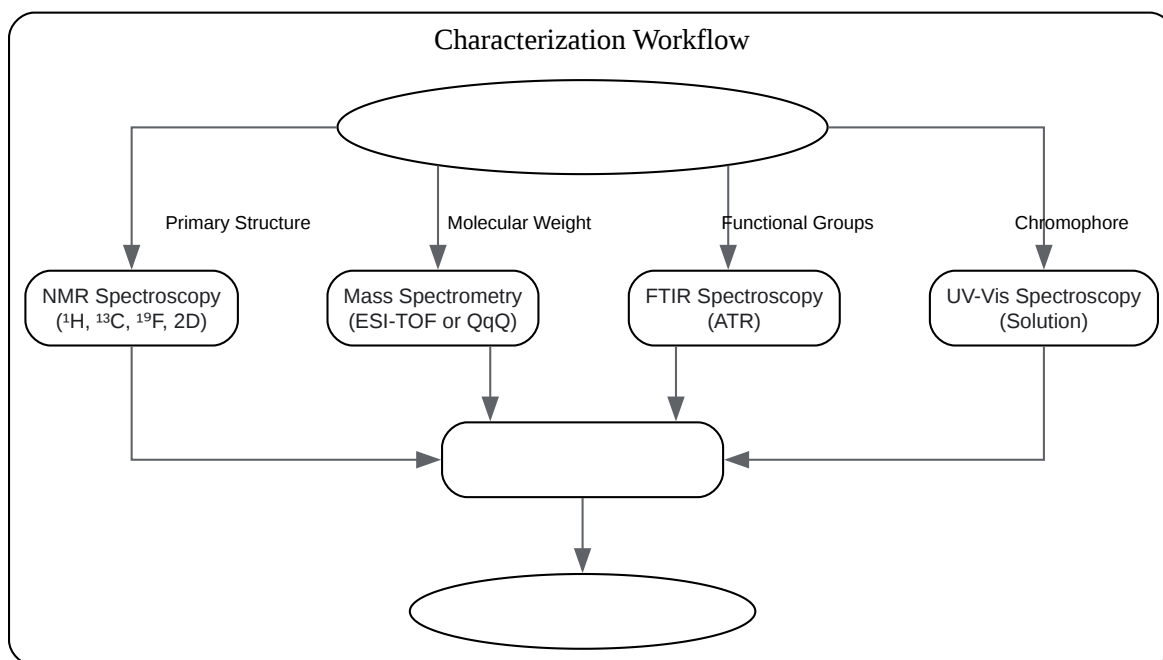 Characterization Workflow
Primary Structure
Molecular Weight
Functional Groups
Chromophore
NMR Spectroscopy
(¹H, ¹³C, ¹⁹F, 2D)
Mass Spectrometry
(ESI-TOF or QqQ)
FTIR Spectroscopy
(ATR)
UV-Vis Spectroscopy
(Solution)